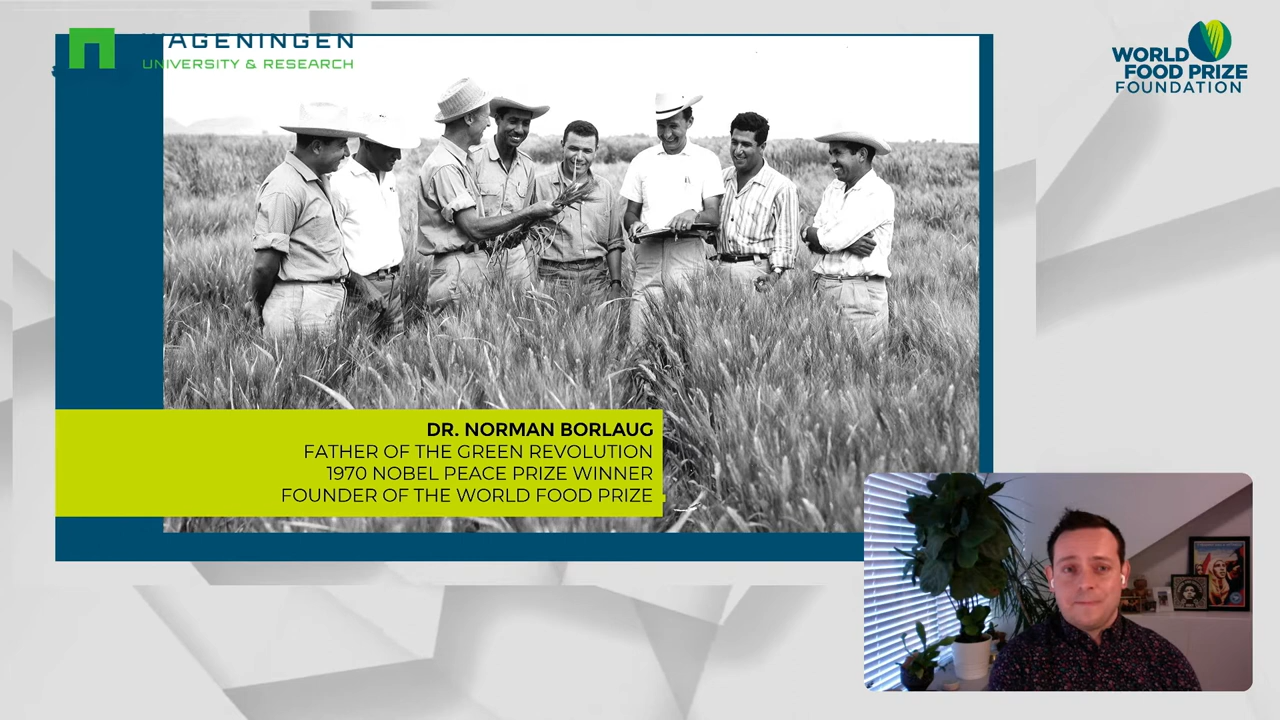 WAGENINGEN
UNIVERSITY & RESEARCH
WORLD
FOOD PRIZE
FOUNDATION
DR. NORMAN BORLAUG
FATHER OF THE GREEN REVOLUTION
1970 NOBEL PEACE PRIZE WINNER
FOUNDER OF THE WORLD FOOD PRIZE